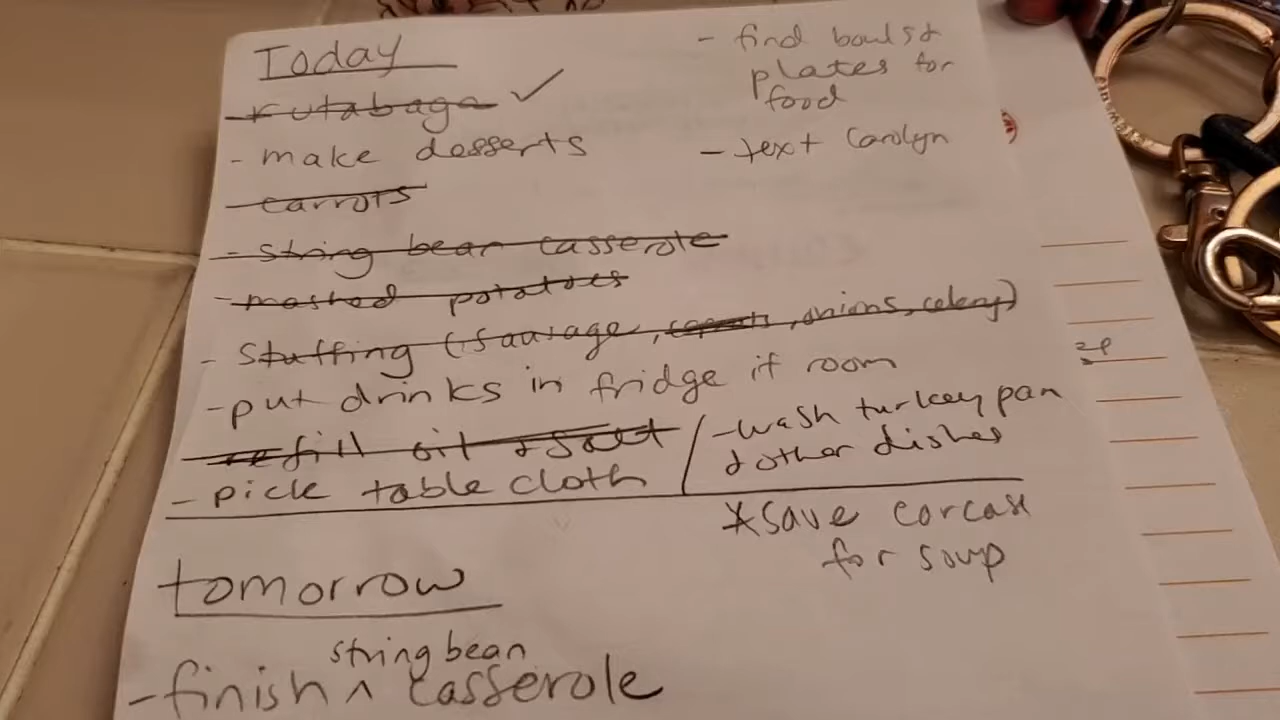 Today
- rutabaga ✓
- make desserts
- carrots
- string bean casserole
- mashed potatoes
- Stuffing (sausage, onions, celery)
- put drinks in fridge if room
- refill oil & salt
- pick table cloth
- find bowls &
plates for
food
- text Carolyn
- wash turkey pan
& other dishes
*save carcass
for soup
tomorrow
- finish ^ string bean casserole